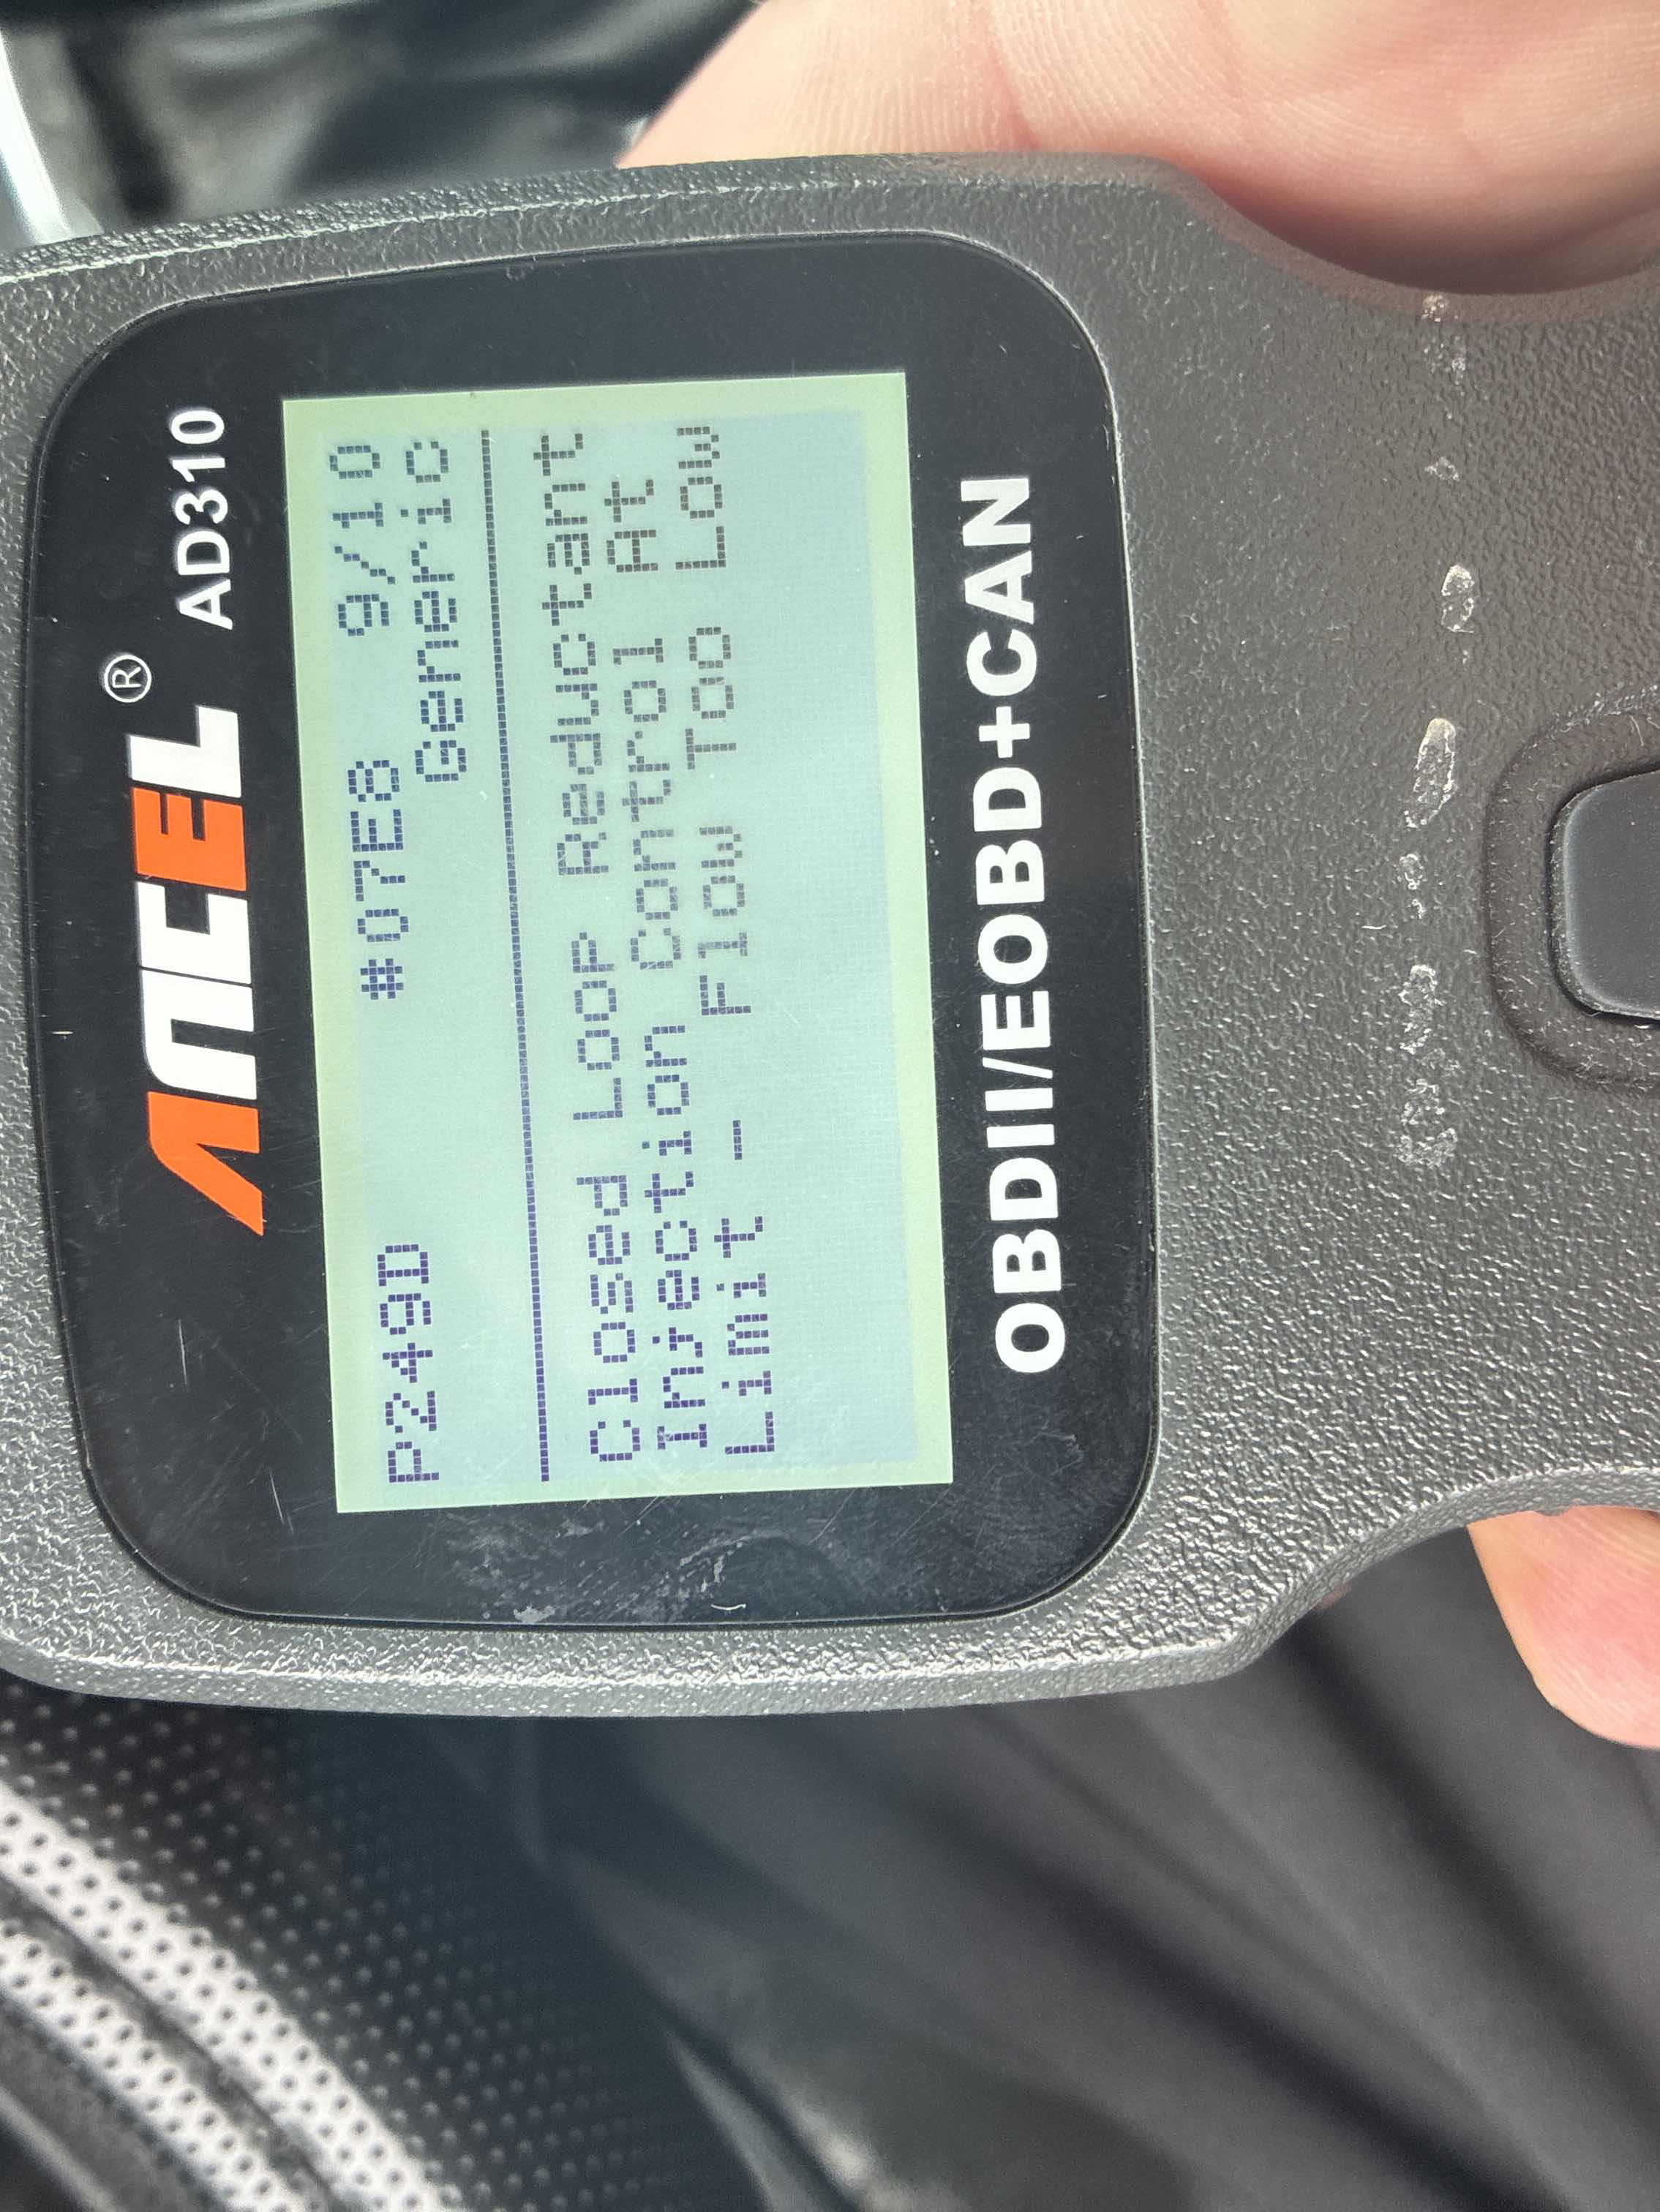 ANCEL® AD310
P249D #07E8 9/10
Generic
Closed Loop Reductant
Injection Control At
Limit - Flow Too Low
OBDII/EOBD+CAN